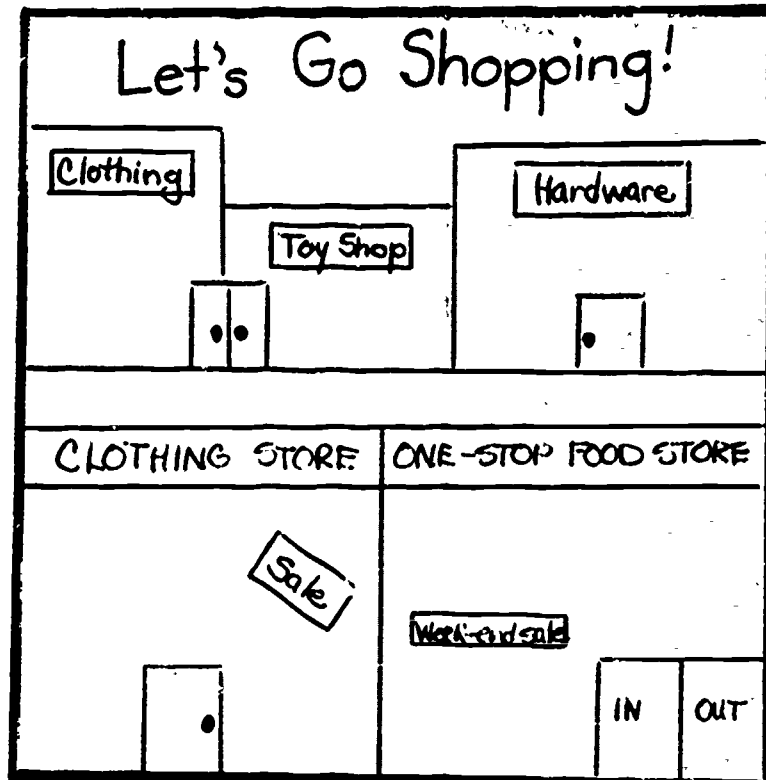 Let's Go Shopping!
Clothing
Toy Shop
Hardware
CLOTHING STORE
ONE-STOP FOOD STORE
Sale
Week-end sale
IN
OUT